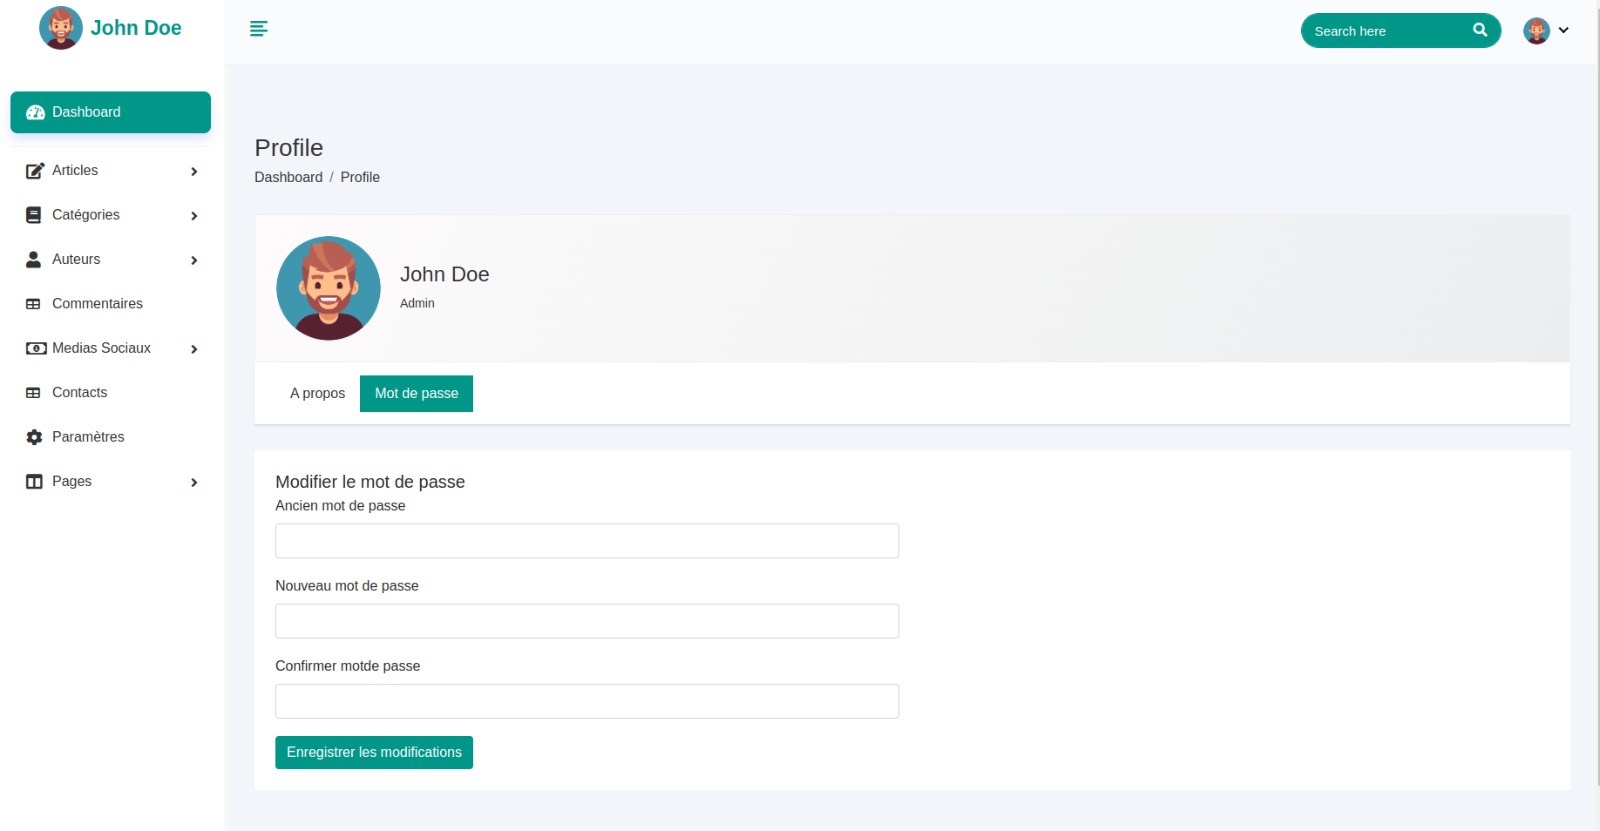 John Doe
Search here
Dashboard
Articles
Catégories
Auteurs
Commentaires
Medias Sociaux
Contacts
Paramètres
Pages
Profile
Dashboard / Profile
John Doe
Admin
A propos
Mot de passe
Modifier le mot de passe
Ancien mot de passe
Nouveau mot de passe
Confirmer motde passe
Enregistrer les modifications